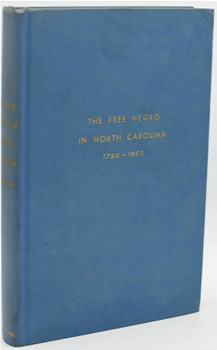 THE FREE NEGRO
IN NORTH CAROLINA
1790-1860